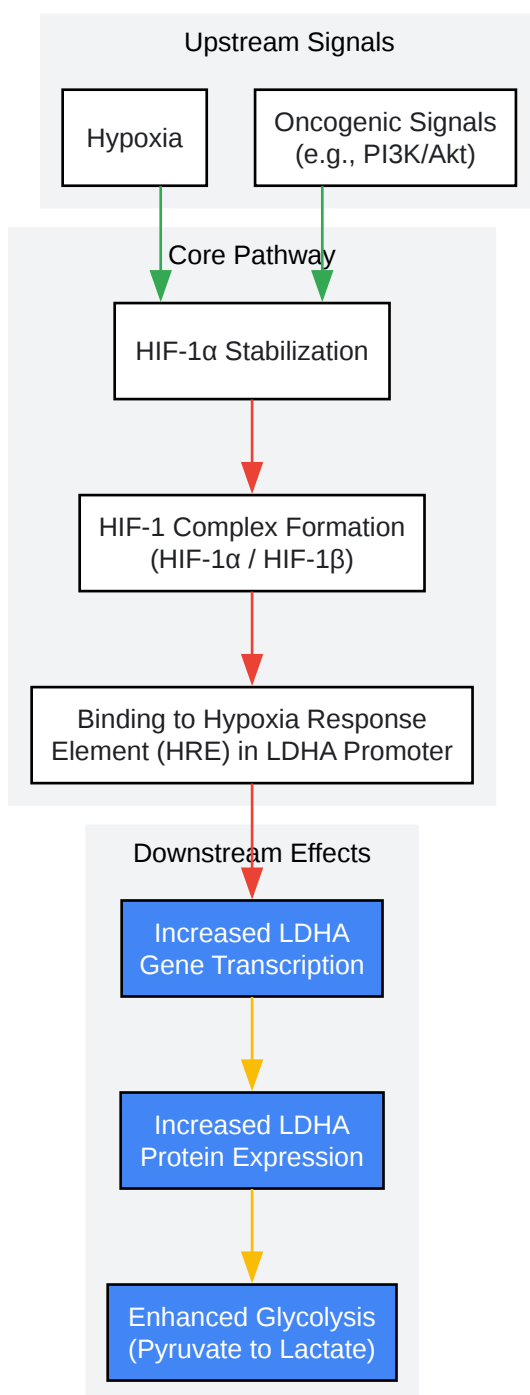 Upstream Signals
Hypoxia
Oncogenic Signals
(e.g., PI3K/Akt)
Core Pathway
HIF-1α Stabilization
HIF-1 Complex Formation
(HIF-1α / HIF-1β)
Binding to Hypoxia Response
Element (HRE) in LDHA Promoter
Downstream Effects
Increased LDHA
Gene Transcription
Increased LDHA
Protein Expression
Enhanced Glycolysis
(Pyruvate to Lactate)